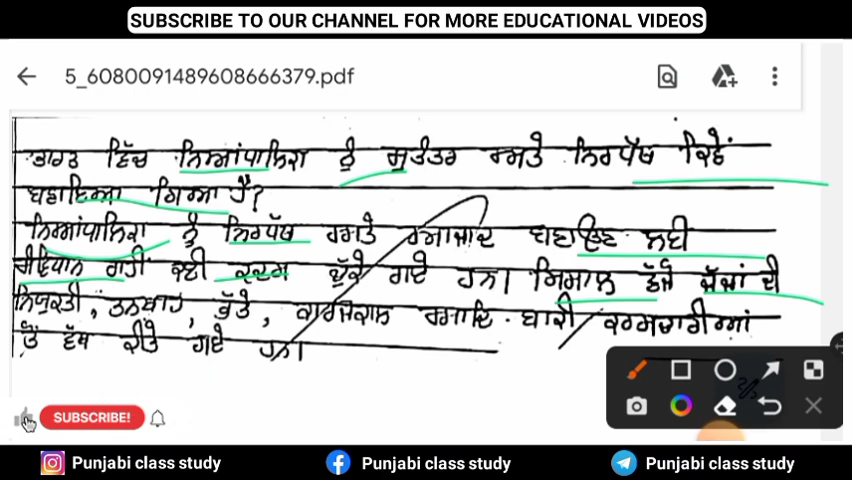 SUBSCRIBE TO OUR CHANNEL FOR MORE EDUCATIONAL VIDEOS
5_6080091489608666379.pdf
ਭਾਰਤ ਵਿੱਚ ਨਿਆਂਪਾਲਿਕਾ ਨੂੰ ਸੁਤੰਤਰ ਅਤੇ ਨਿਰਪੱਖ ਕਿਵੇਂ
ਬਣਾਇਆ ਗਿਆ ਹੈ?
ਨਿਆਂਪਾਲਿਕਾ ਨੂੰ ਨਿਰਪੱਖ ਅਤੇ ਆਜ਼ਾਦ ਬਣਾਉਣ ਲਈ
ਸੰਵਿਧਾਨ ਰਾਹੀਂ ਕਈ ਕਦਮ ਚੁੱਕੇ ਗਏ ਹਨ। ਮਿਸਾਲ ਵਜੋਂ ਜੱਜਾਂ ਦੀ
ਨਿਯੁਕਤੀ, ਤਨਖਾਹ, ਭੱਤੇ, ਕਾਰਜਕਾਲ ਆਦਿ ਬਾਕੀ ਕਰਮਚਾਰੀਆਂ
ਤੋਂ ਵੱਖ ਕੀਤੇ ਗਏ ਹਨ।
SUBSCRIBE!
Punjabi class study
Punjabi class study
Punjabi class study